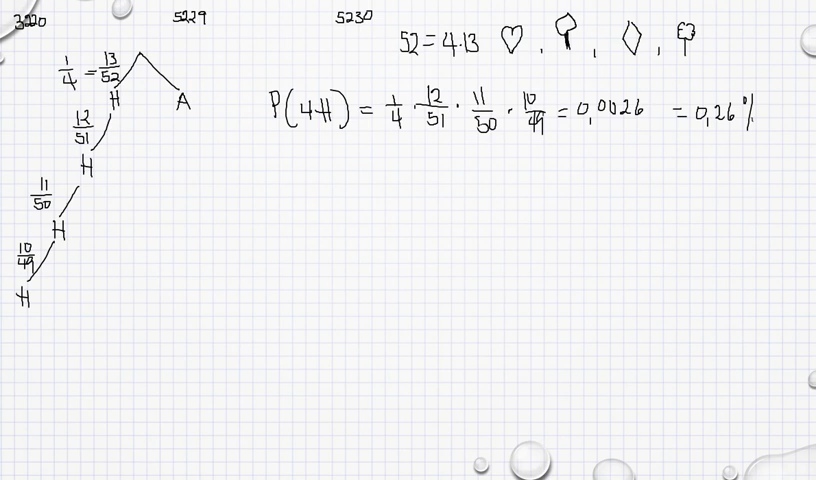 3220 5229 5230
52 = 4·13 ♡ , ♠ , ◇ , ♣
1/4 = 13/52
H A
12/51
H
11/50
H
10/49
H
P(4H) = 1/4 · 12/51 · 11/50 · 10/49 = 0,0026 = 0,26 %